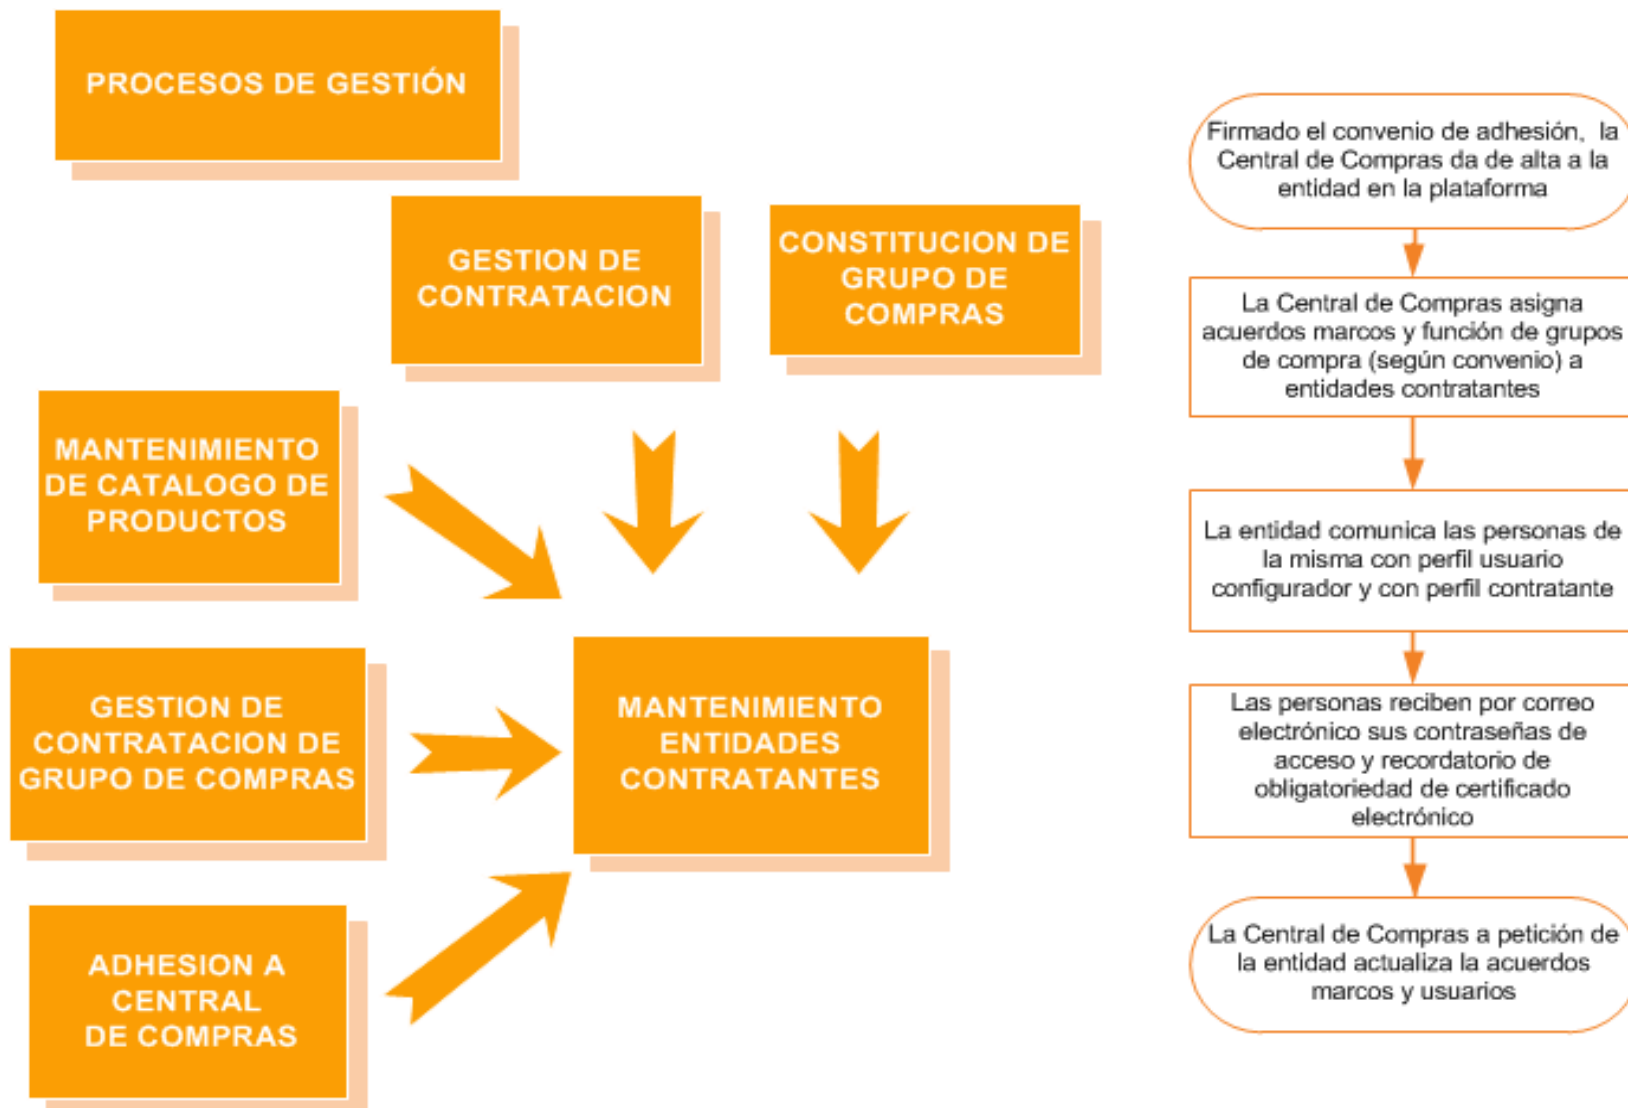 PROCESOS DE GESTIÓN
GESTION DE
CONTRATACION
CONSTITUCION DE
GRUPO DE
COMPRAS
MANTENIMIENTO
DE CATALOGO DE
PRODUCTOS
GESTION DE
CONTRATACION DE
GRUPO DE COMPRAS
MANTENIMIENTO
ENTIDADES
CONTRATANTES
ADHESION A
CENTRAL
DE COMPRAS
Firmado el convenio de adhesión, la
Central de Compras da de alta a la
entidad en la plataforma
La Central de Compras asigna
acuerdos marcos y función de grupos
de compra (según convenio) a
entidades contratantes
La entidad comunica las personas de
la misma con perfil usuario
configurador y con perfil contratante
Las personas reciben por correo
electrónico sus contraseñas de
acceso y recordatorio de
obligatoriedad de certificado
electrónico
La Central de Compras a petición de
la entidad actualiza la acuerdos
marcos y usuarios